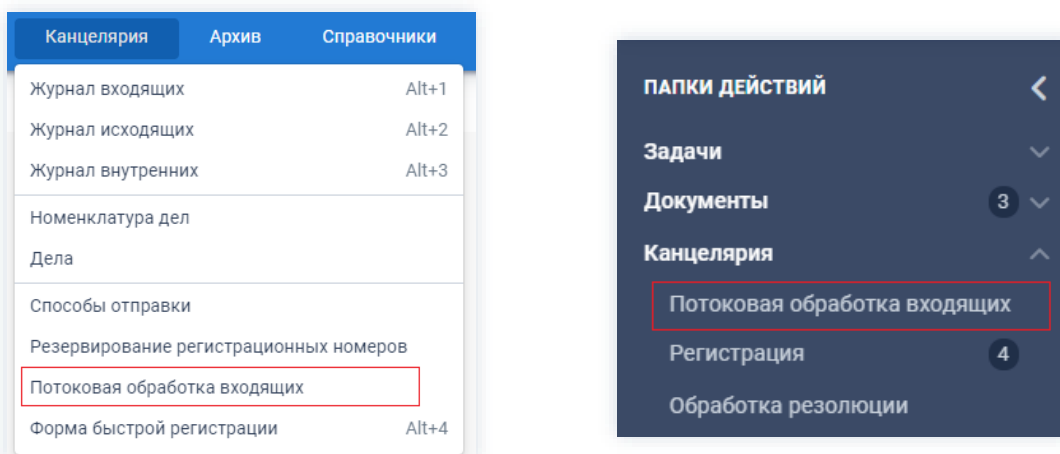 Канцелярия Архив Справочники
Журнал входящих Alt+1
Журнал исходящих Alt+2
Журнал внутренних Alt+3
Номенклатура дел
Дела
Способы отправки
Резервирование регистрационных номеров
Потоковая обработка входящих
Форма быстрой регистрации Alt+4
ПАПКИ ДЕЙСТВИЙ
Задачи
Документы 3
Канцелярия
Потоковая обработка входящих
Регистрация 4
Обработка резолюции